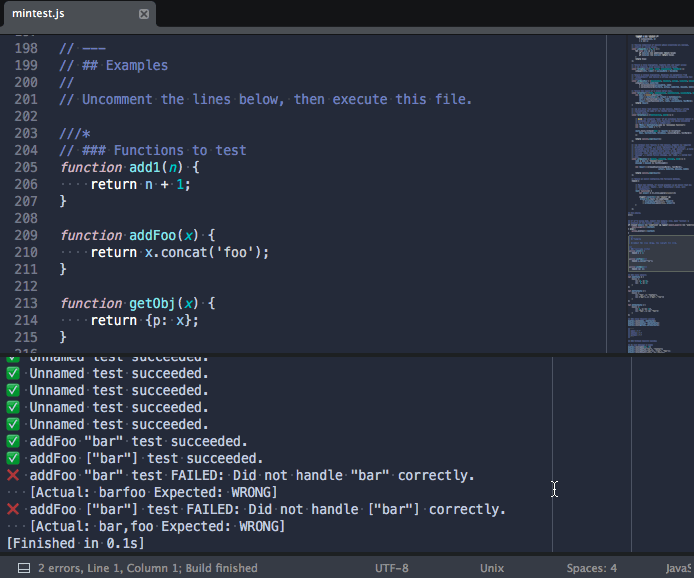 mintest.js
198 // ---
199 // ## Examples
200 //
201 // Uncomment the lines below, then execute this file.
202
203 ///*
204 // ### Functions to test
205 function add1(n) {
206 return n + 1;
207 }
208
209 function addFoo(x) {
210 return x.concat('foo');
211 }
212
213 function getObj(x) {
214 return {p: x};
215 }
216
✅ Unnamed test succeeded.
✅ Unnamed test succeeded.
✅ Unnamed test succeeded.
✅ Unnamed test succeeded.
✅ Unnamed test succeeded.
✅ addFoo "bar" test succeeded.
✅ addFoo ["bar"] test succeeded.
❌ addFoo "bar" test FAILED: Did not handle "bar" correctly.
[Actual: barfoo Expected: WRONG]
❌ addFoo ["bar"] test FAILED: Did not handle ["bar"] correctly.
[Actual: bar,foo Expected: WRONG]
[Finished in 0.1s]
2 errors, Line 1, Column 1; Build finished UTF-8 Unix Spaces: 4 JavaS